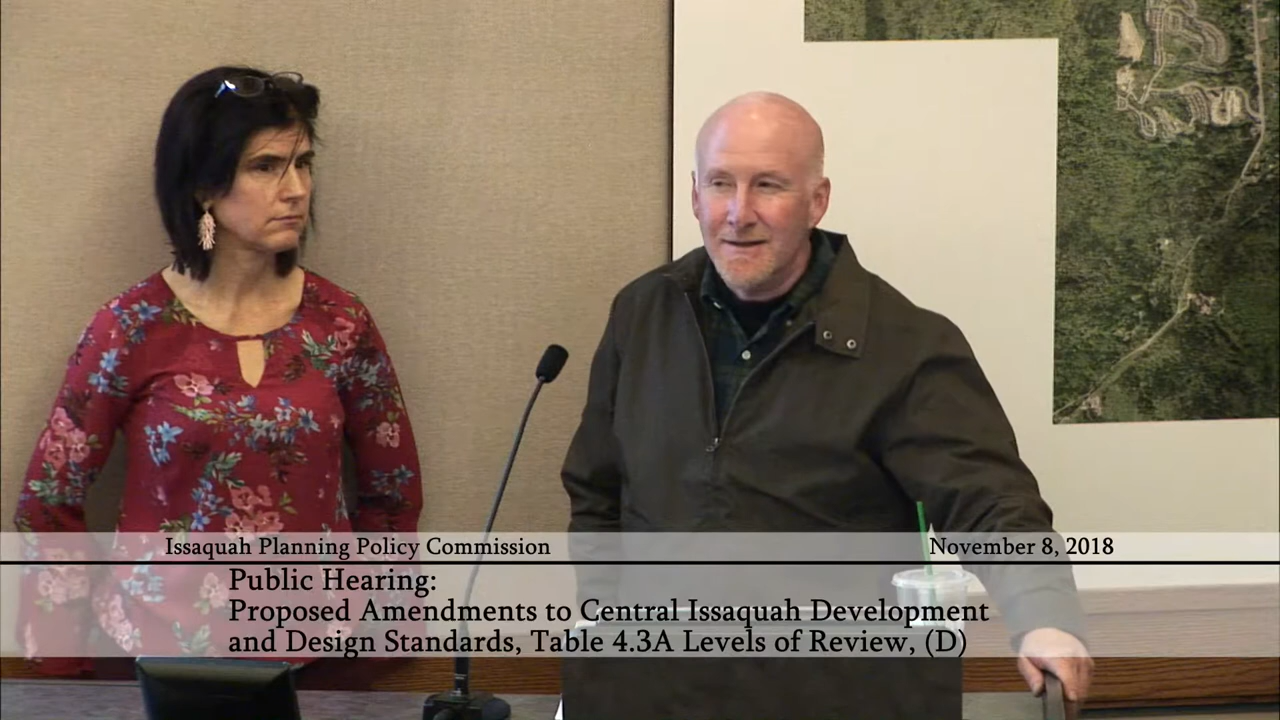 Issaquah Planning Policy Commission
November 8, 2018
Public Hearing:
Proposed Amendments to Central Issaquah Development
and Design Standards, Table 4.3A Levels of Review, (D)